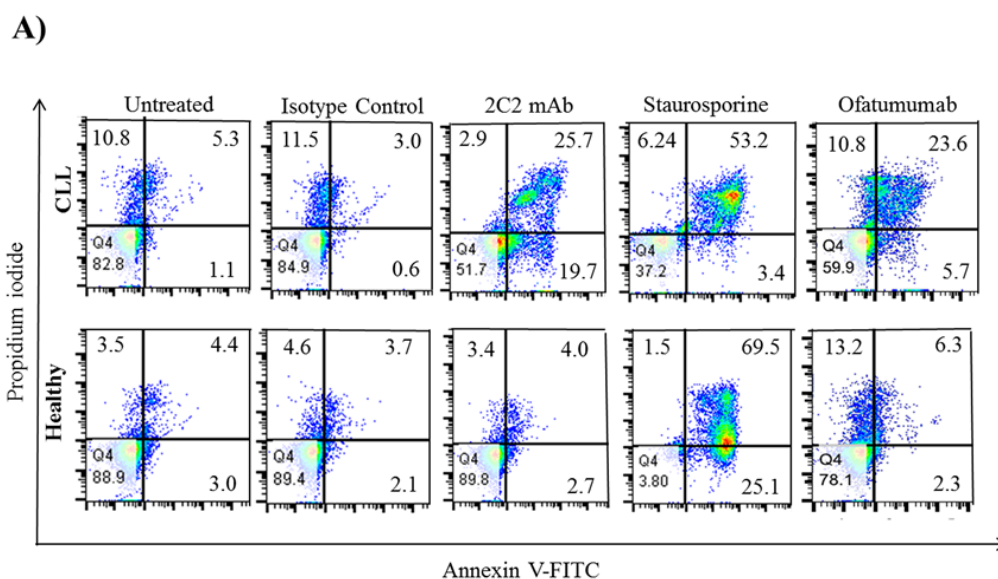 A)
Untreated Isotype Control 2C2 mAb Staurosporine Ofatumumab
CLL
10.8 5.3 11.5 3.0 2.9 25.7 6.24 53.2 10.8 23.6
Q4 Q4 Q4 Q4 Q4
82.8 1.1 84.9 0.6 51.7 19.7 37.2 3.4 59.9 5.7
Healthy
3.5 4.4 4.6 3.7 3.4 4.0 1.5 69.5 13.2 6.3
Q4 Q4 Q4 Q4 Q4
88.9 3.0 89.4 2.1 89.8 2.7 3.80 25.1 78.1 2.3
Propidium iodide
Annexin V-FITC